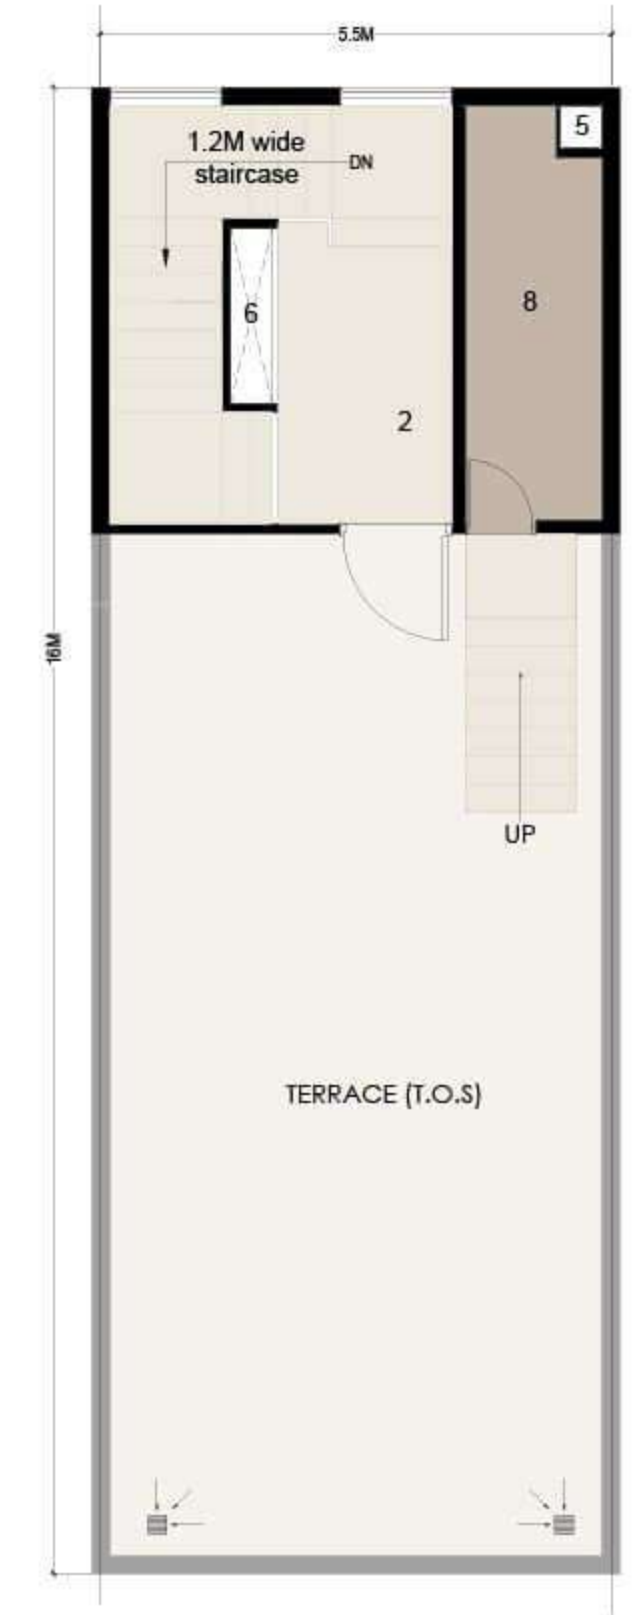 5.5M
5
1.2M wide
staircase
DN
8
6
2
16M
UP
TERRACE (T.O.S)